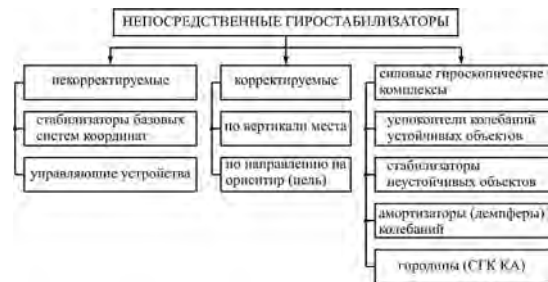 НЕПОСРЕДСТВЕННЫЕ ГИРОСТАБИЛИЗАТОРЫ
некорректируемые
стабилизаторы базовых
систем координат
управляющие устройства
корректируемые
по вертикали места
по направлению на
ориентир (цель)
силовые гироскопические
комплексы
успокоители колебаний
устойчивых объектов
стабилизаторы
неустойчивых объектов
амортизаторы (демпферы)
колебаний
гиродины (СГК КА)